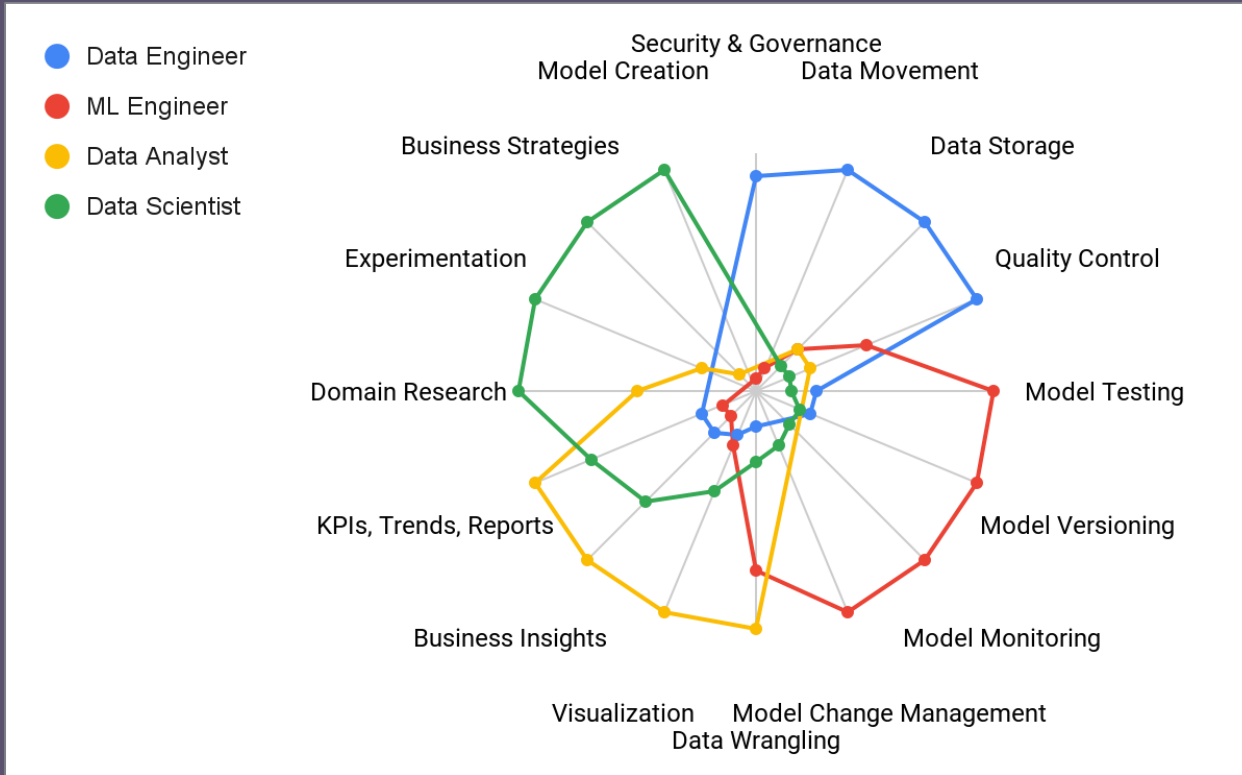 Data Engineer
ML Engineer
Data Analyst
Data Scientist
Security & Governance
Model Creation
Data Movement
Business Strategies
Data Storage
Experimentation
Quality Control
Domain Research
Model Testing
KPIs, Trends, Reports
Model Versioning
Business Insights
Model Monitoring
Visualization
Model Change Management
Data Wrangling